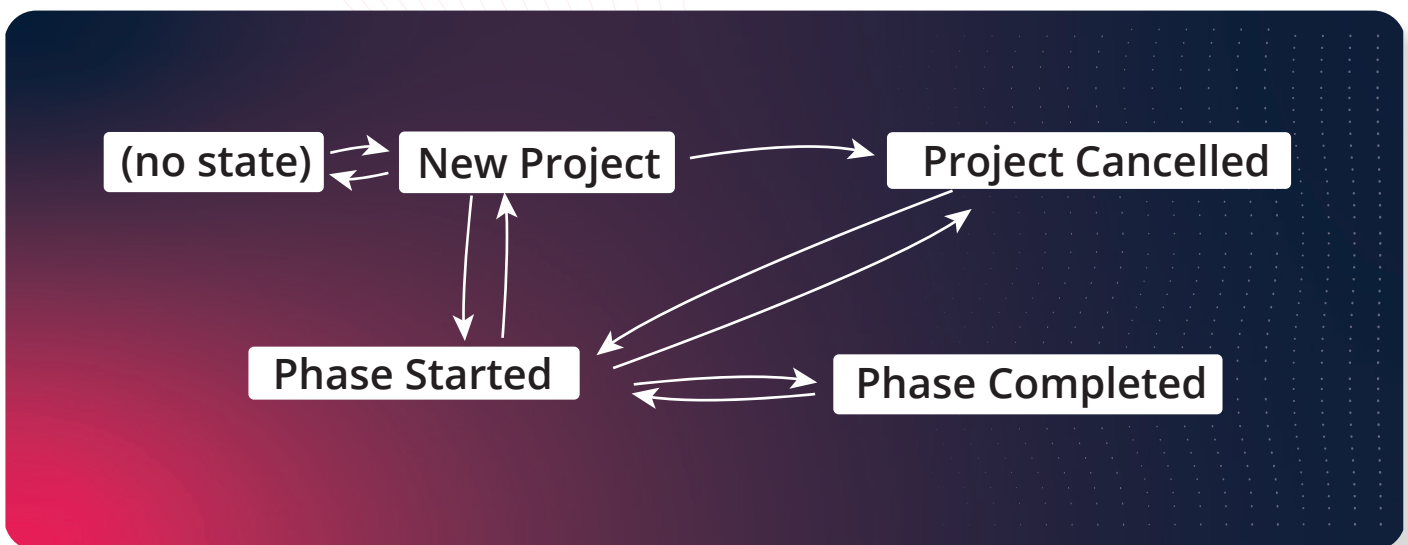 (no state)
New Project
Project Cancelled
Phase Started
Phase Completed